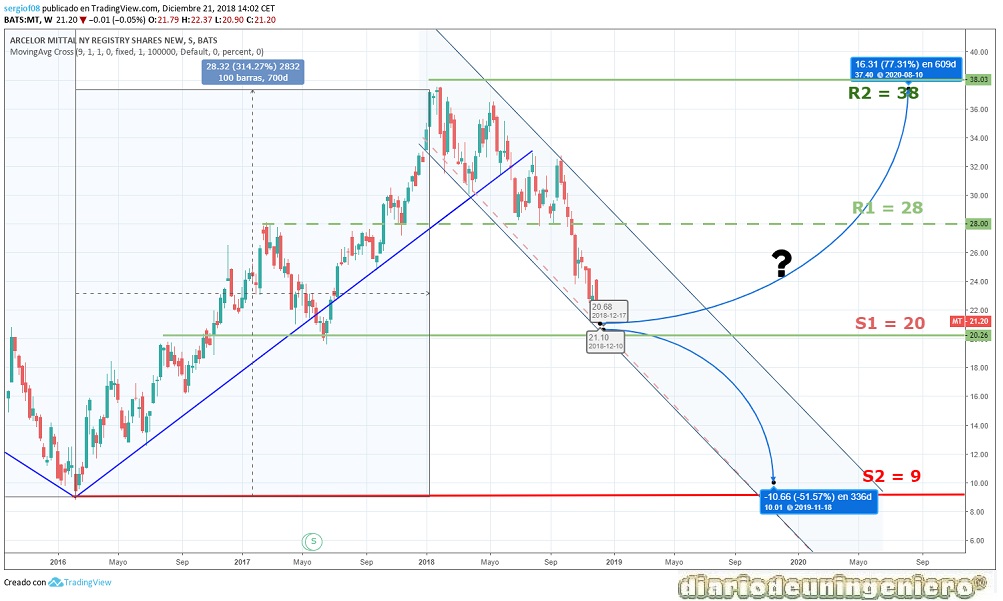 sergiof08 publicado en TradingView.com, Diciembre 21, 2018 14:02 CET
BATS:MT, W 21.20 ▼ −0.01 (−0.05%) O:21.79 H:22.37 L:20.90 C:21.20
ARCELOR MITTAL NY REGISTRY SHARES NEW, S, BATS
MovingAvg Cross (9, 1, 1, 0, fixed, 1, 100000, Default, 0, percent, 0)
28.32 (314.27%) 2832
100 barras, 700d
16.31 (77.31%) en 609d
37.40 2020-08-10
R2 = 38
R1 = 28
?
20.68
2018-12-17
S1 = 20
21.10
2018-12-10
S2 = 9
-10.66 (-51.57%) en 336d
10.01 2019-11-18
S
40.00
38.03
36.00
34.00
32.00
30.00
28.00
26.00
24.00
22.00
MT 21.20
20.26
18.00
16.00
14.00
12.00
10.00
8.00
6.00
2016 May Sep 2017 May Sep 2018 May Sep 2019 May Sep 2020 May Sep
Creado con TradingView
diariodeuningeniero